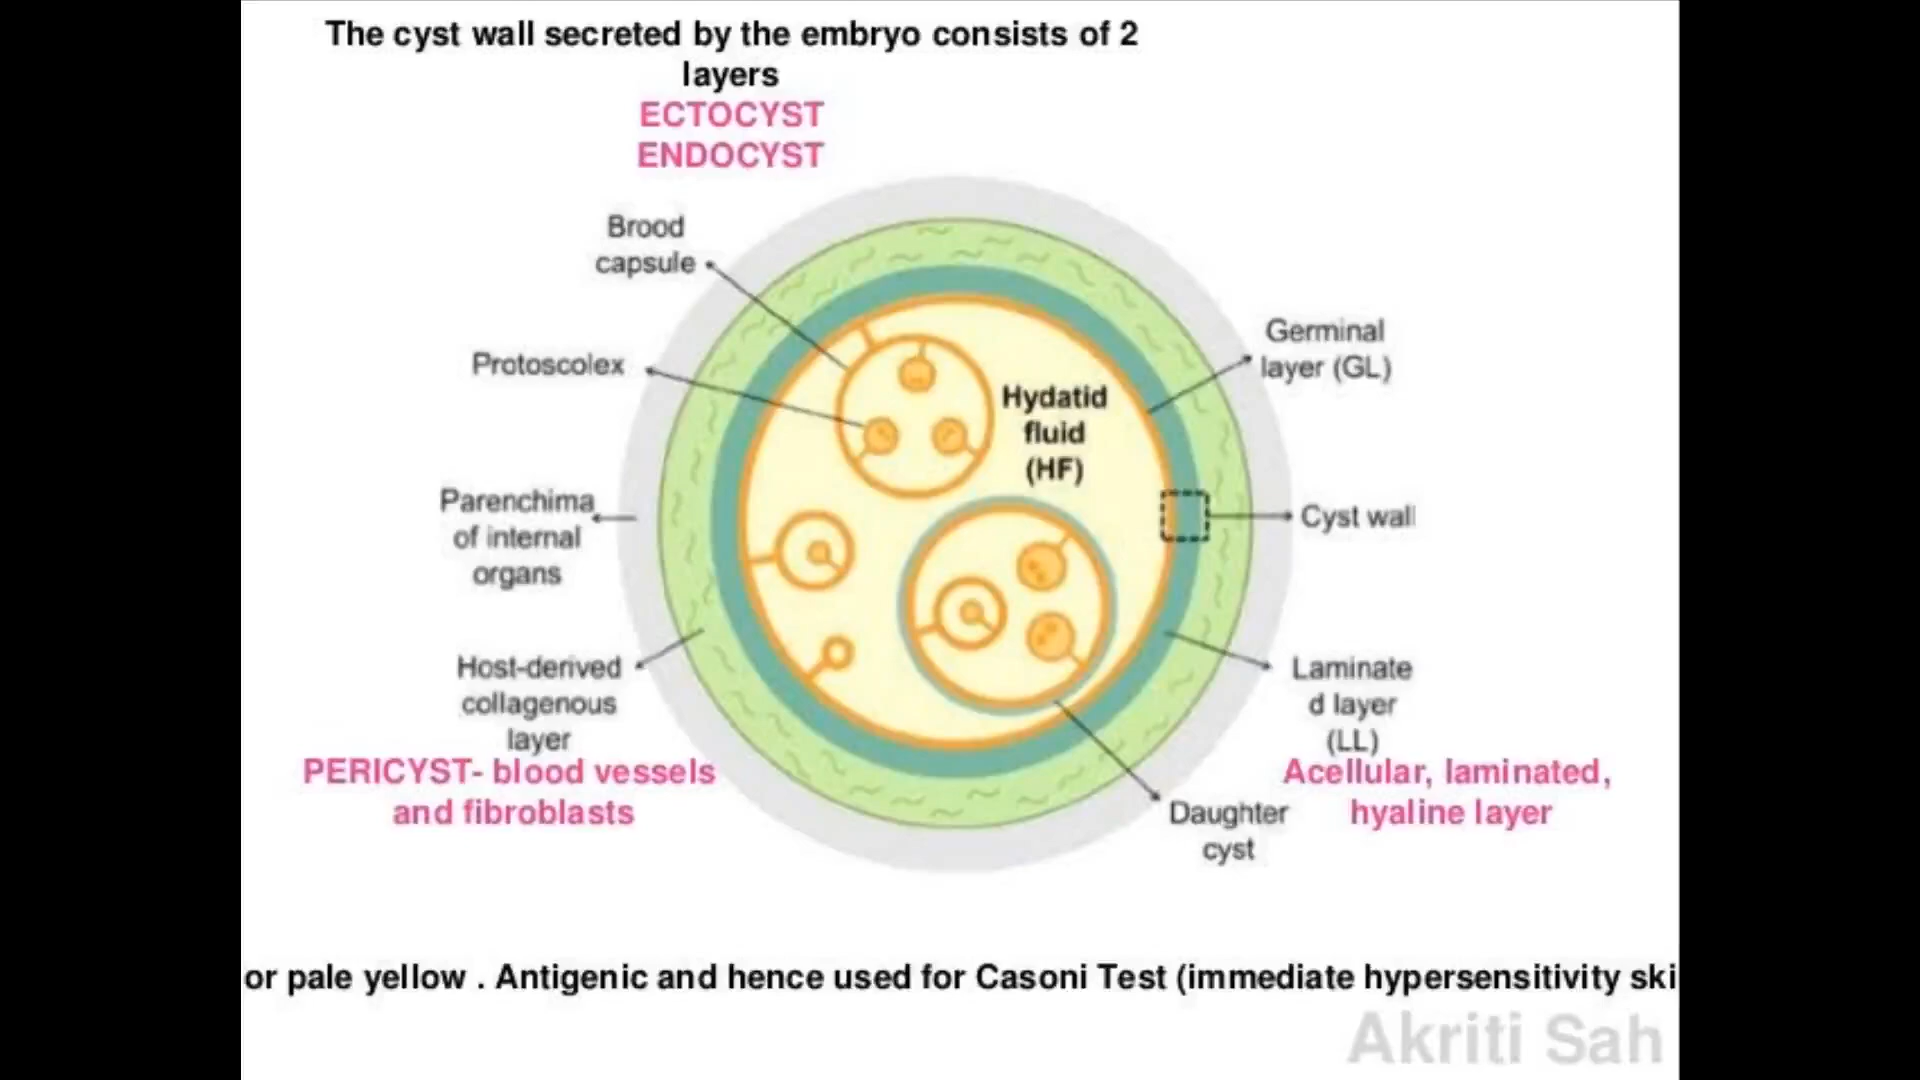 The cyst wall secreted by the embryo consists of 2
layers
ECTOCYST
ENDOCYST
Brood
capsule
Protoscolex
Parenchima
of internal
organs
Host-derived
collagenous
layer
PERICYST- blood vessels
and fibroblasts
Hydatid
fluid
(HF)
Germinal
layer (GL)
Cyst wall
Laminate
d layer
(LL)
Acellular, laminated,
hyaline layer
Daughter
cyst
or pale yellow . Antigenic and hence used for Casoni Test (immediate hypersensitivity ski
Akriti Sah